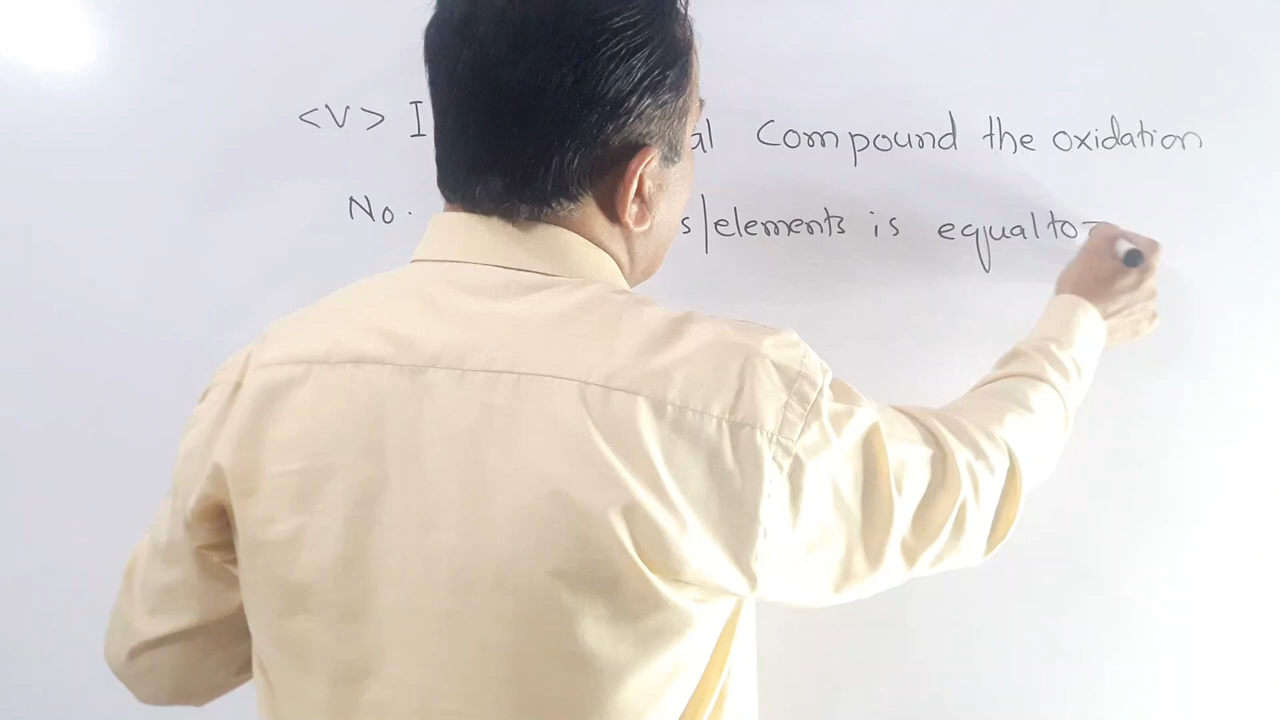 <V> I al Compound the oxidation
No. s/elements is equal to